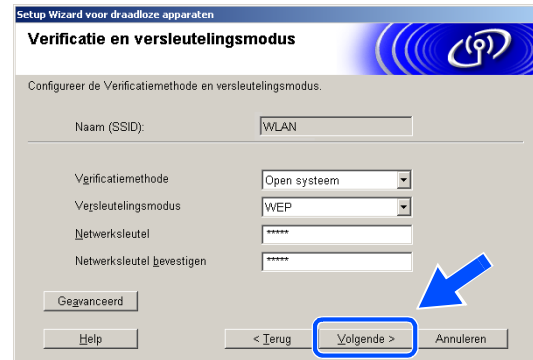 Setup Wizard voor draadloze apparaten
Verificatie en versleutelingsmodus
Configureer de Verificatiemethode en versleutelingsmodus.
Naam (SSID): WLAN
Verificatiemethode Open systeem
Versleutelingsmodus WEP
Netwerksleutel *****
Netwerksleutel bevestigen *****
Geavanceerd
Help < Terug Volgende > Annuleren